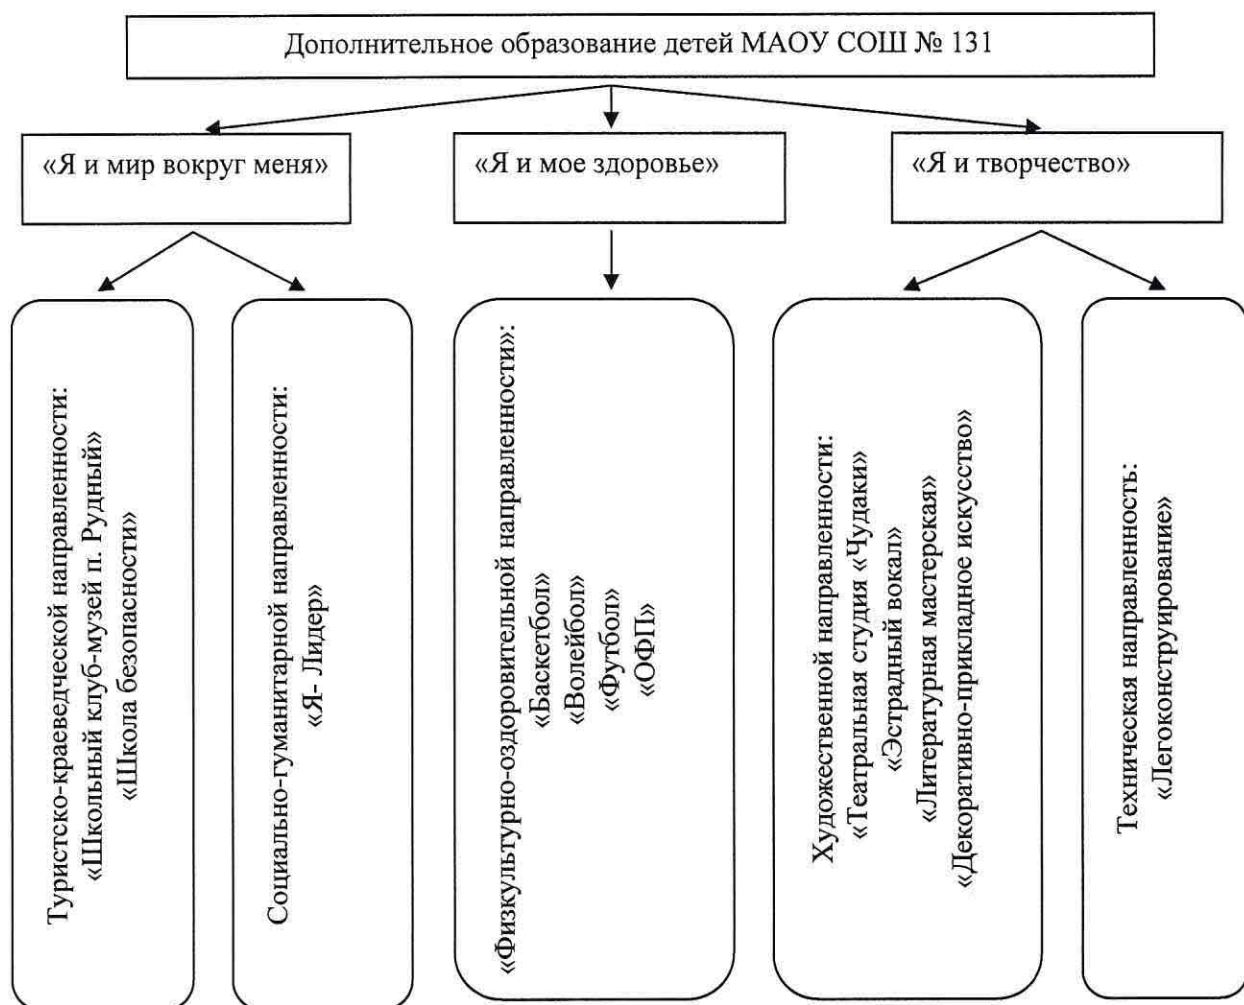 Дополнительное образование детей МАОУ СОШ № 131
«Я и мир вокруг меня»
«Я и мое здоровье»
«Я и творчество»
Туристско-краеведческой направленности:
«Школьный клуб-музей п. Рудный»
«Школа безопасности»
Социально-гуманитарной направленности:
«Я- Лидер»
«Физкультурно-оздоровительной направленности»:
«Баскетбол»
«Волейбол»
«Футбол»
«ОФП»
Художественной направленности:
«Театральная студия «Чудаки»
«Эстрадный вокал»
«Литературная мастерская»
«Декоративно-прикладное искусство»
Техническая направленность:
«Легоконструирование»